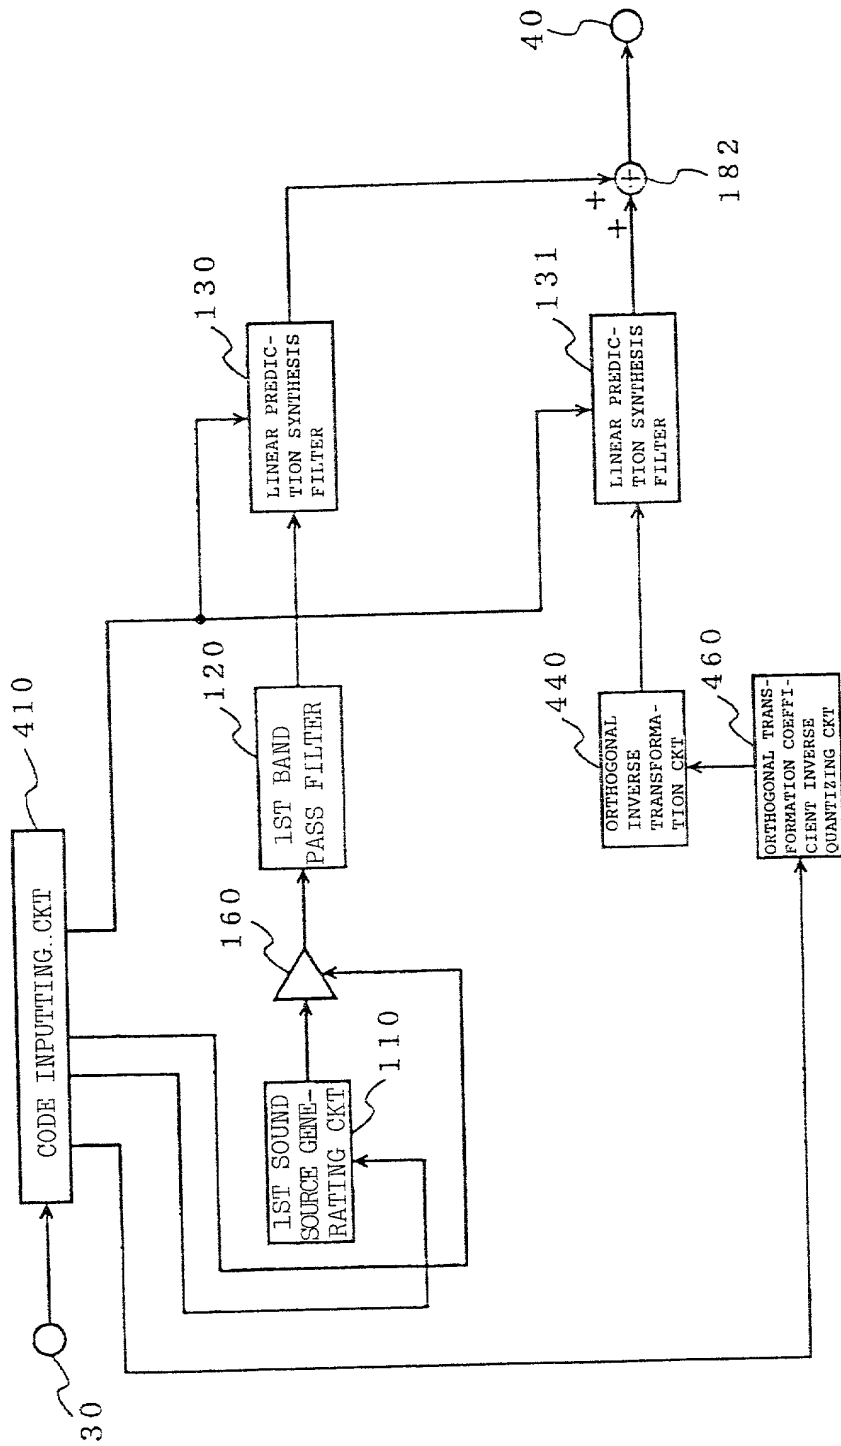 30
CODE INPUTTING..CKT
410
1ST SOUND
SOURCE GENE-
RATING CKT
110
160
1ST BAND
PASS FILTER
120
LINEAR PREDIC-
TION SYNTHESIS
FILTER
130
ORTHOGONAL TRANS-
FORMATION COEFFI-
CIENT INVERSE
QUANTIZING CKT
460
ORTHOGONAL
INVERSE
TRANSFORMA-
TION CKT
440
LINEAR PREDIC-
TION SYNTHESIS
FILTER
131
+
+
+
182
40